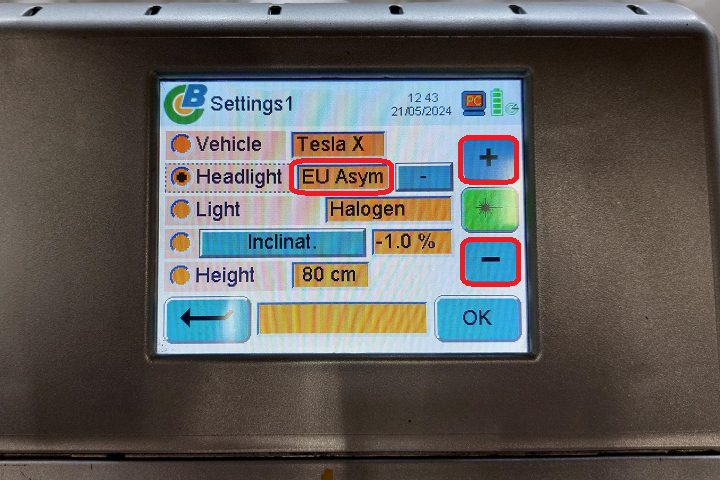 B Settings1
12 43
21/05/2024
PC
Vehicle Tesla X
+
Headlight EU Asym -
Light Halogen
Inclinat. -1.0 %
−
Height 80 cm
OK